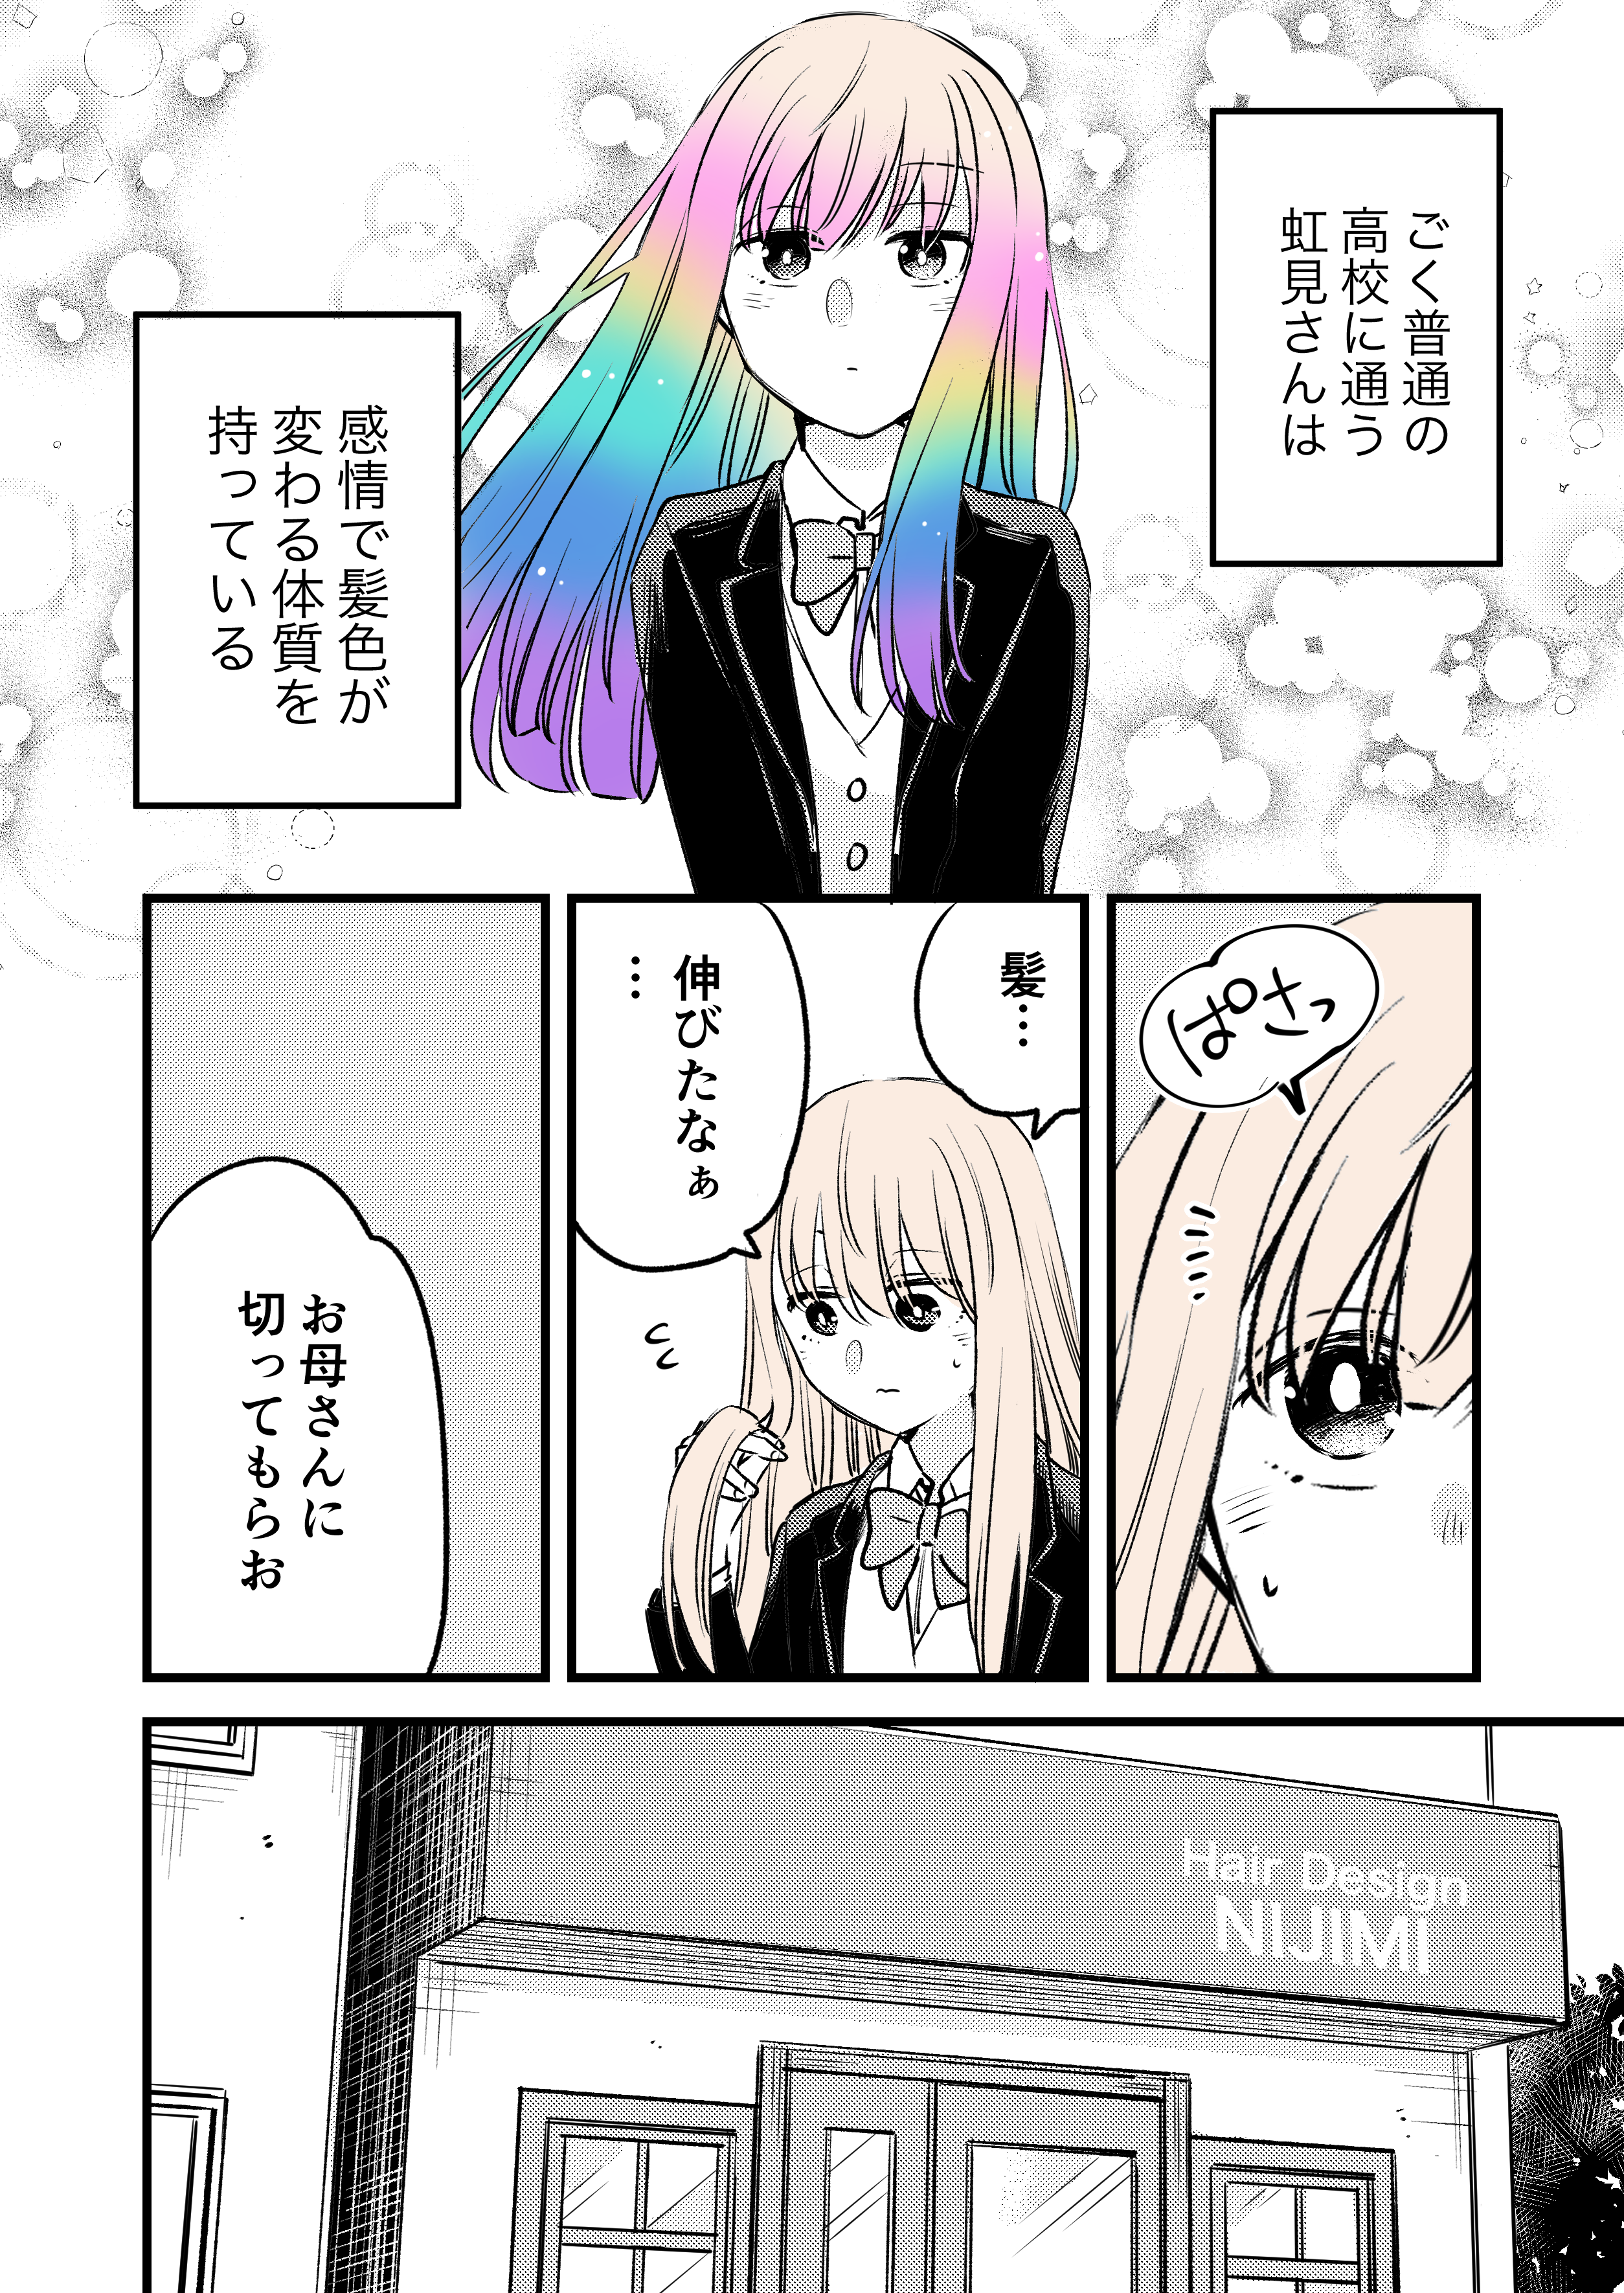 ごく普通の
高校に通う
虹見さんは
感情で髪色が
変わる体質を
持っている
ぱさっ
髪…
伸びたなぁ
…
お母さんに
切ってもらお
Hair Design
NIJIMI